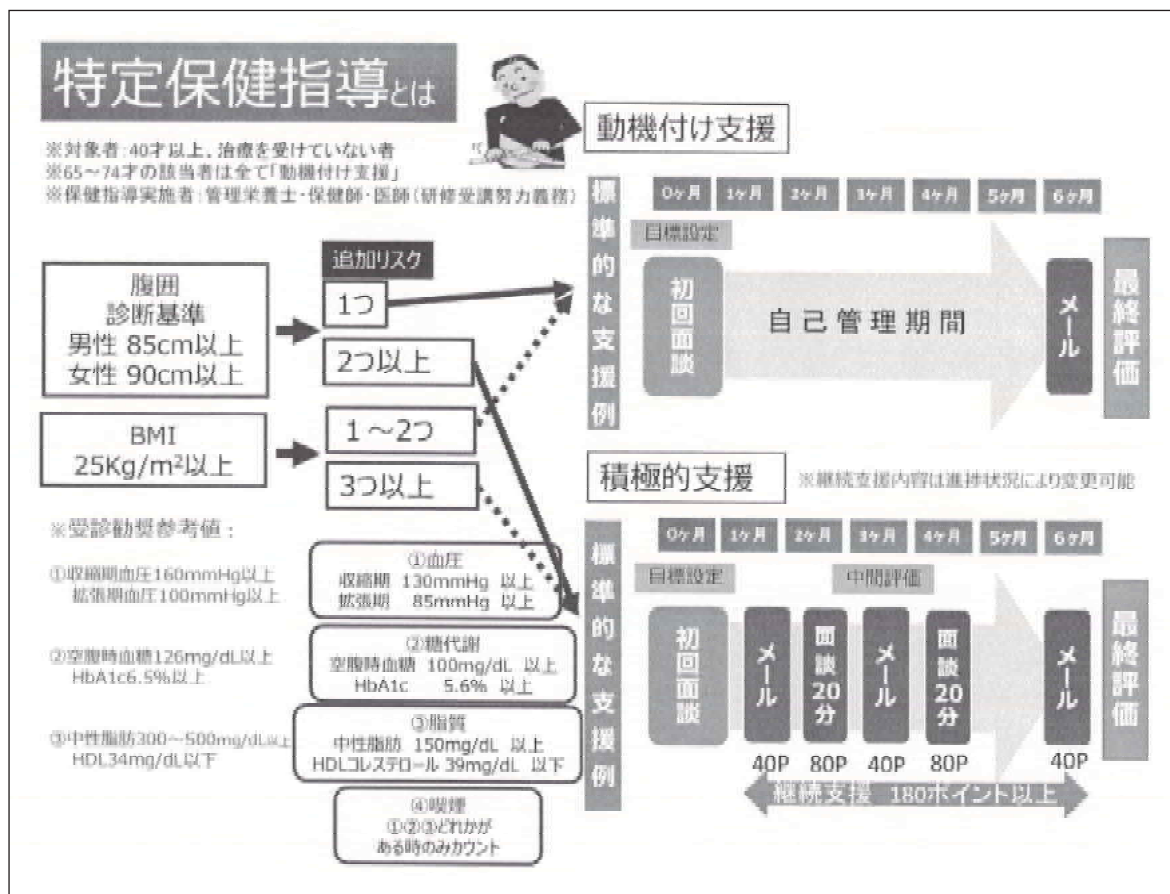 特定保健指導とは
※対象者:40才以上、治療を受けていない者
※65～74才の該当者は全て「動機付け支援」
※保健指導実施者:管理栄養士・保健師・医師(研修受講努力義務)
腹囲
診断基準
男性 85cm以上
女性 90cm以上
BMI
25Kg/m²以上
追加リスク
1つ
2つ以上
1～2つ
3つ以上
※受診勧奨参考値:
①収縮期血圧160mmHg以上
拡張期血圧100mmHg以上
②空腹時血糖126mg/dL以上
HbA1c6.5%以上
③中性脂肪300～500mg/dL以上
HDL34mg/dL以下
①血圧
収縮期 130mmHg 以上
拡張期 85mmHg 以上
②糖代謝
空腹時血糖 100mg/dL 以上
HbA1c 5.6% 以上
③脂質
中性脂肪 150mg/dL 以上
HDLコレステロール 39mg/dL 以下
④喫煙
①②③どれかが
ある時のみカウント
動機付け支援
標準的な支援例
0ヶ月 1ヶ月 2ヶ月 3ヶ月 4ヶ月 5ヶ月 6ヶ月
目標設定
初回面談
自己管理期間
メール
最終評価
積極的支援
※継続支援内容は進捗状況により変更可能
標準的な支援例
0ヶ月 1ヶ月 2ヶ月 3ヶ月 4ヶ月 5ヶ月 6ヶ月
目標設定
中間評価
初回面談
メール
面談20分
メール
面談20分
メール
最終評価
40P 80P 40P 80P 40P
継続支援 180ポイント以上